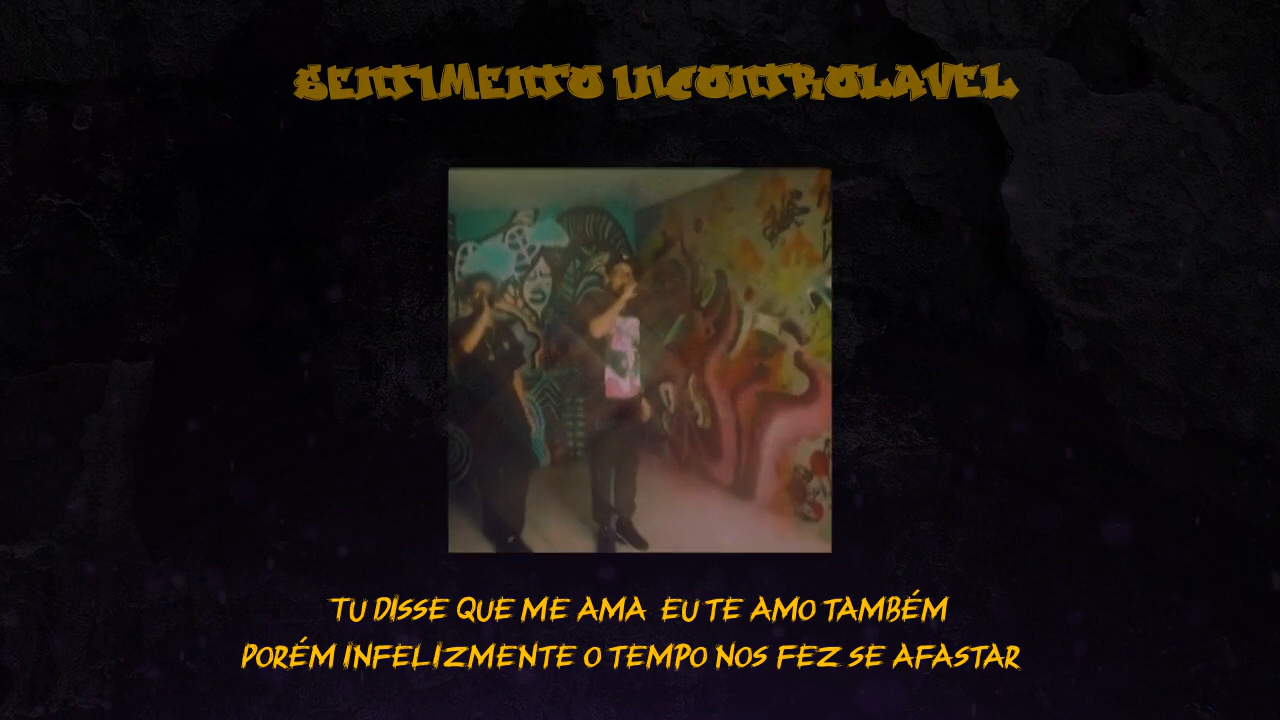 SENTIMENTO INCONTROLAVEL
TU DISSE QUE ME AMA EU TE AMO TAMBÉM
PORÉM INFELIZMENTE O TEMPO NOS FEZ SE AFASTAR